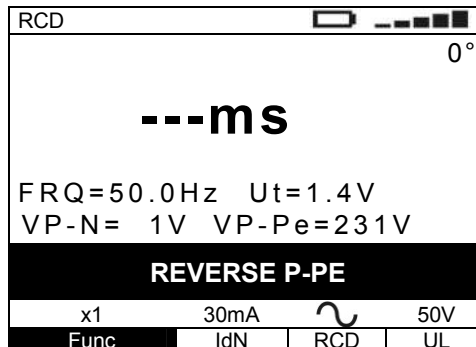 RCD
0°
---ms
FRQ=50.0Hz Ut=1.4V
VP-N= 1V VP-Pe=231V
REVERSE P-PE
x1 30mA 50V
Func IdN RCD UL